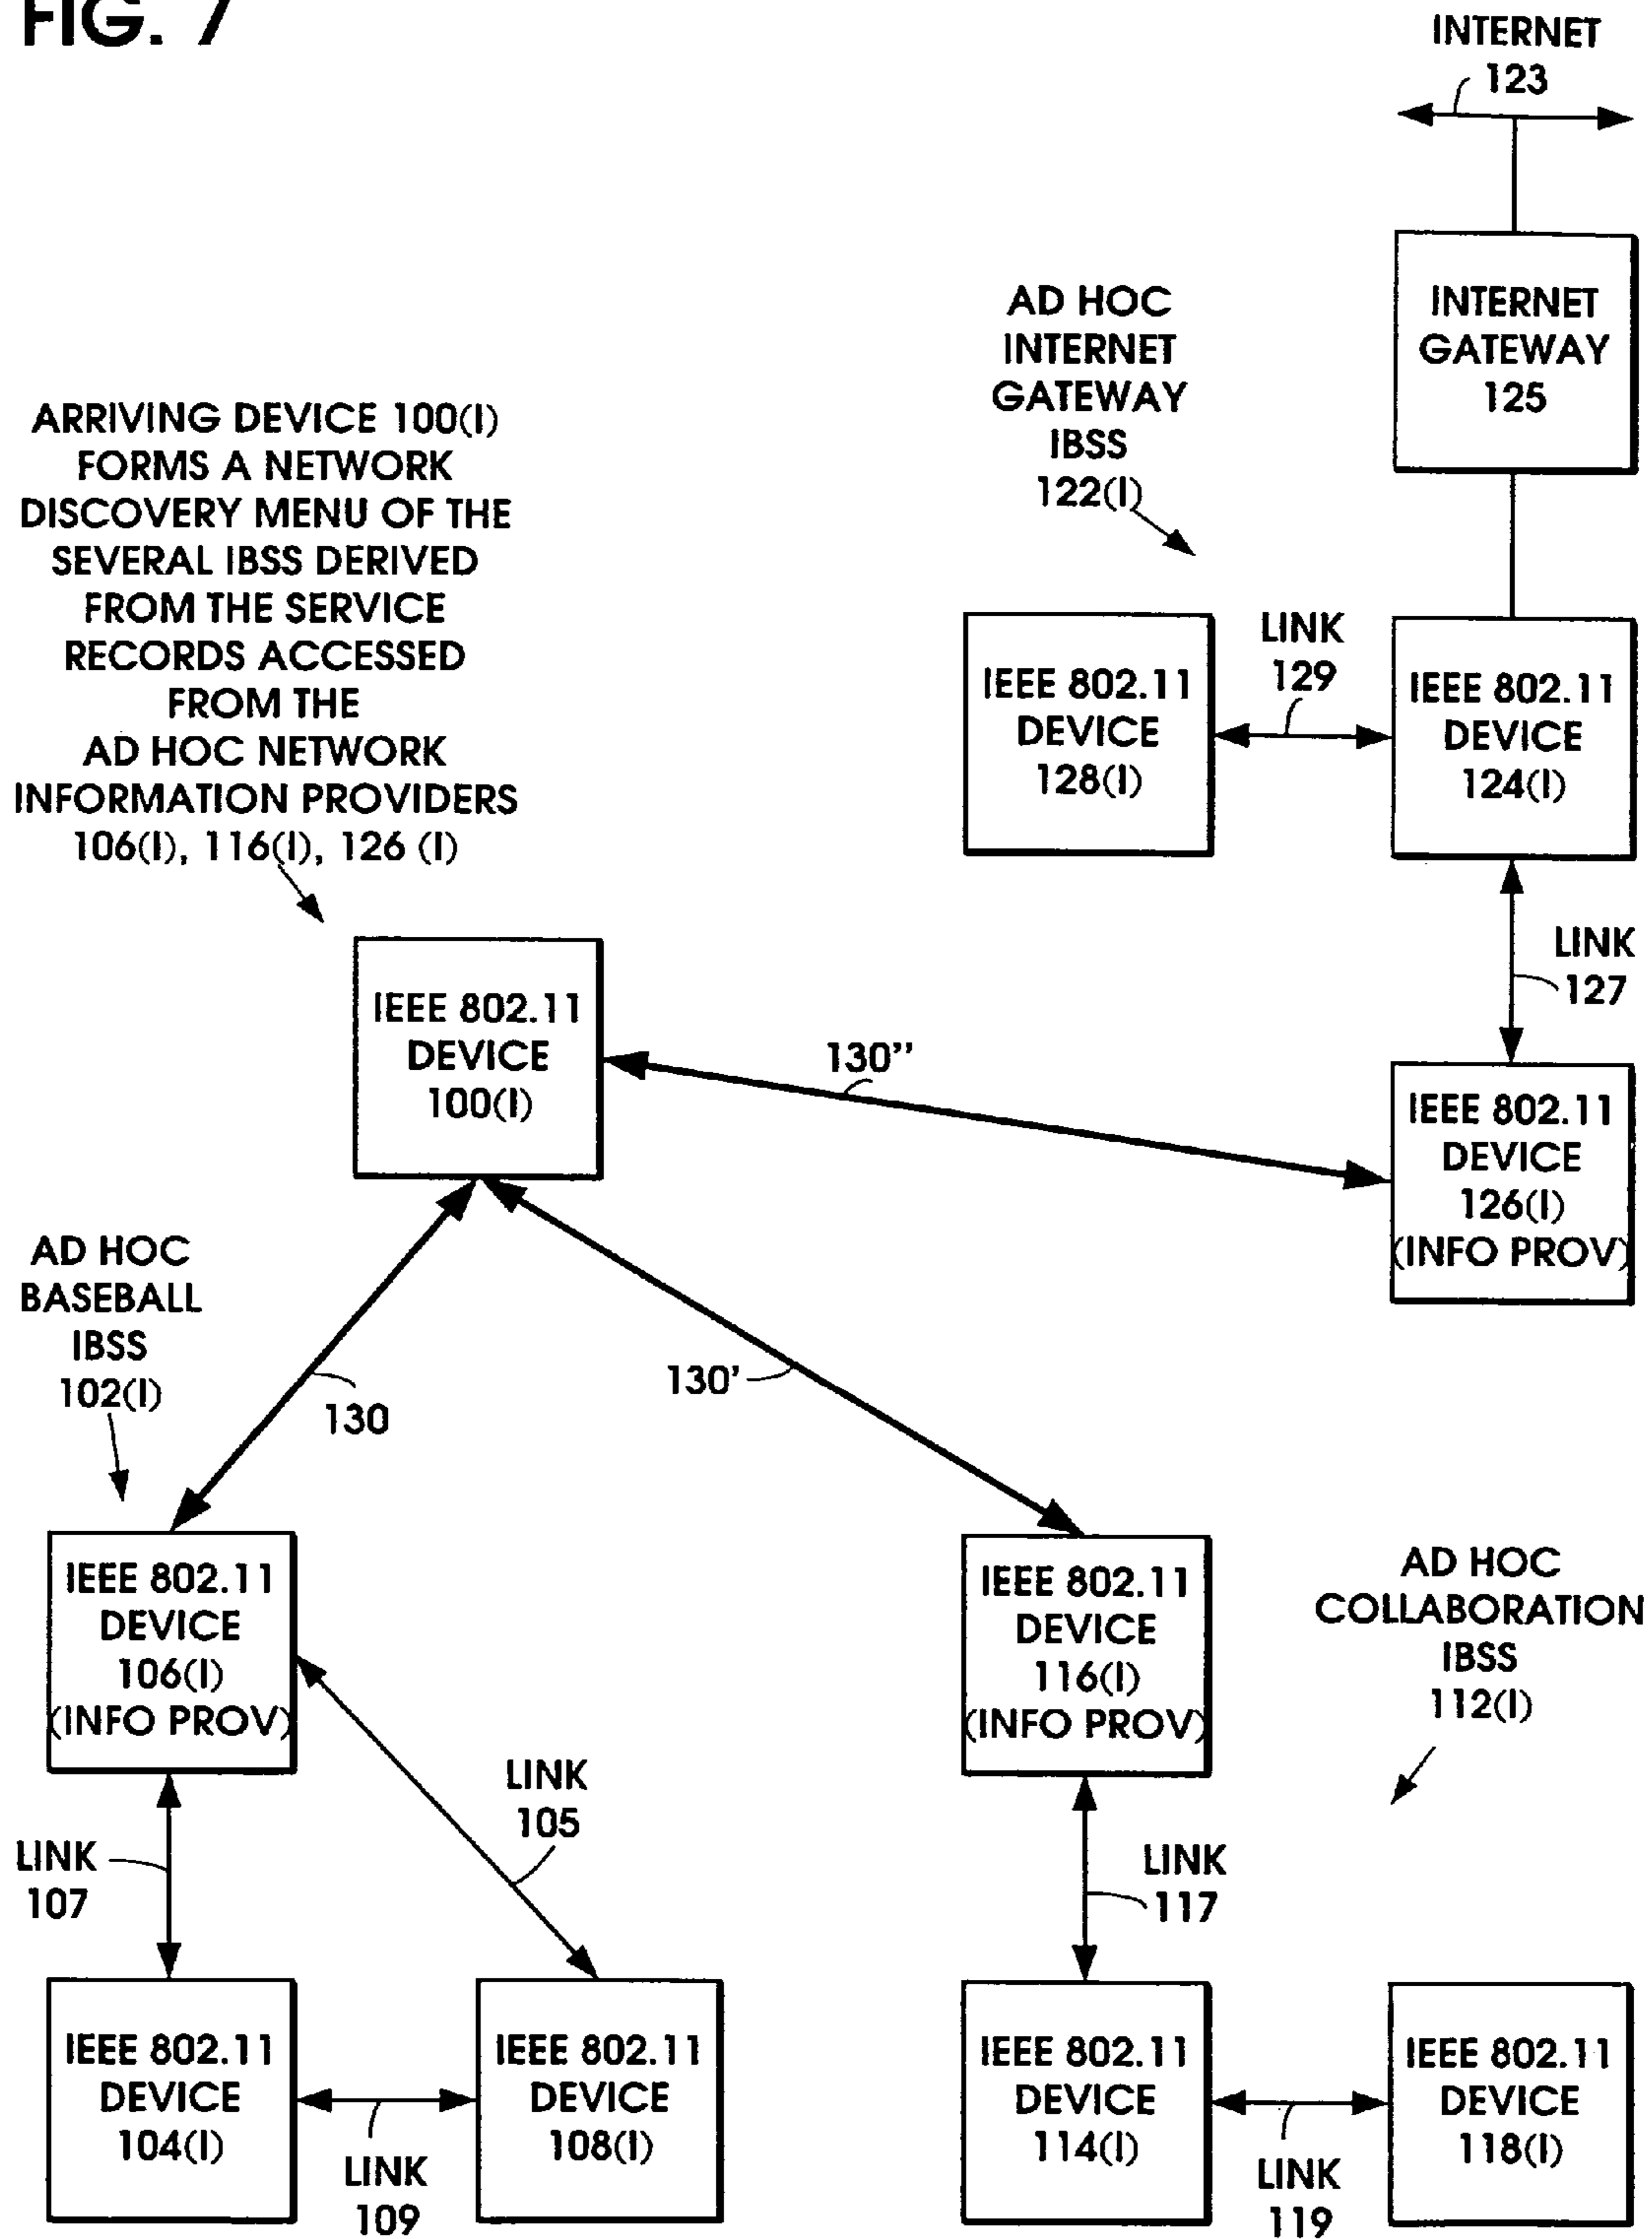 FIG. 7
INTERNET
123
INTERNET
GATEWAY
125
AD HOC
INTERNET
GATEWAY
IBSS
122(I)
ARRIVING DEVICE 100(I)
FORMS A NETWORK
DISCOVERY MENU OF THE
SEVERAL IBSS DERIVED
FROM THE SERVICE
RECORDS ACCESSED
FROM THE
AD HOC NETWORK
INFORMATION PROVIDERS
106(I), 116(I), 126 (I)
IEEE 802.11
DEVICE
128(I)
LINK
129
IEEE 802.11
DEVICE
124(I)
LINK
127
IEEE 802.11
DEVICE
100(I)
130''
IEEE 802.11
DEVICE
126(I)
(INFO PROV)
AD HOC
BASEBALL
IBSS
102(I)
130
130'
IEEE 802.11
DEVICE
106(I)
(INFO PROV)
IEEE 802.11
DEVICE
116(I)
(INFO PROV)
AD HOC
COLLABORATION
IBSS
112(I)
LINK
105
LINK
107
LINK
117
IEEE 802.11
DEVICE
104(I)
LINK
109
IEEE 802.11
DEVICE
108(I)
IEEE 802.11
DEVICE
114(I)
LINK
119
IEEE 802.11
DEVICE
118(I)